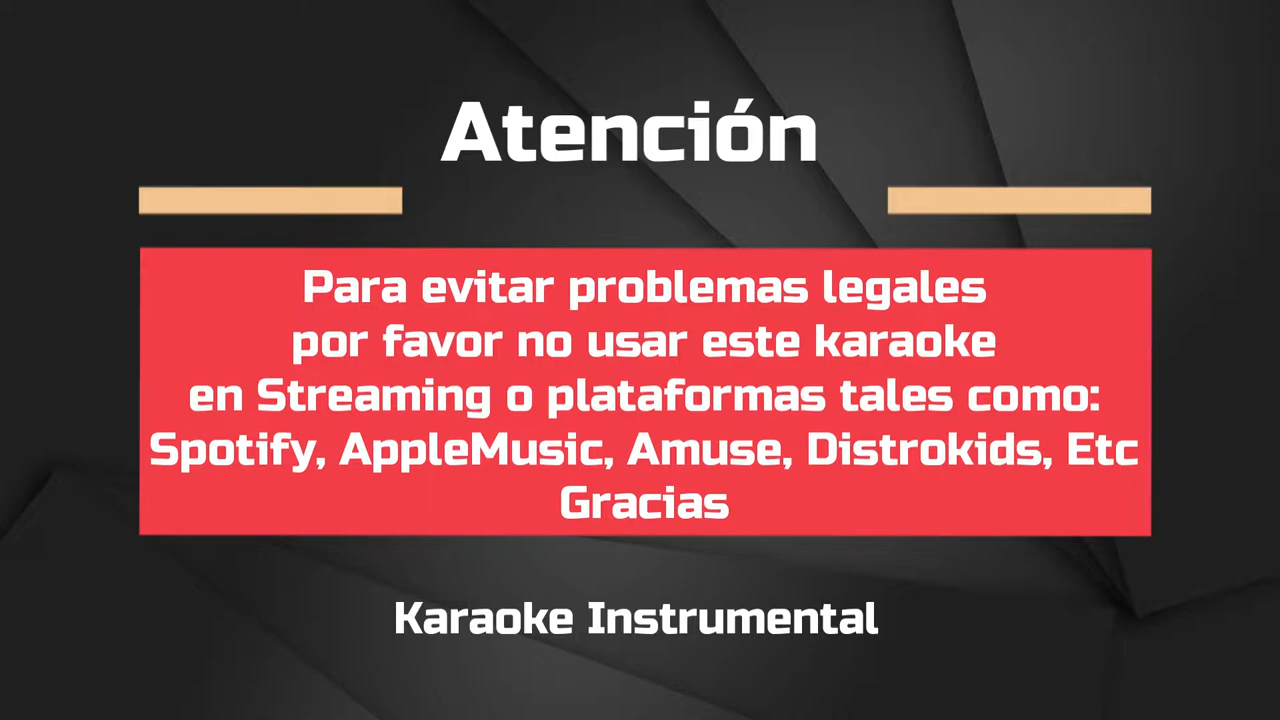 Atención
Para evitar problemas legales
por favor no usar este karaoke
en Streaming o plataformas tales como:
Spotify, AppleMusic, Amuse, Distrokids, Etc
Gracias
Karaoke Instrumental